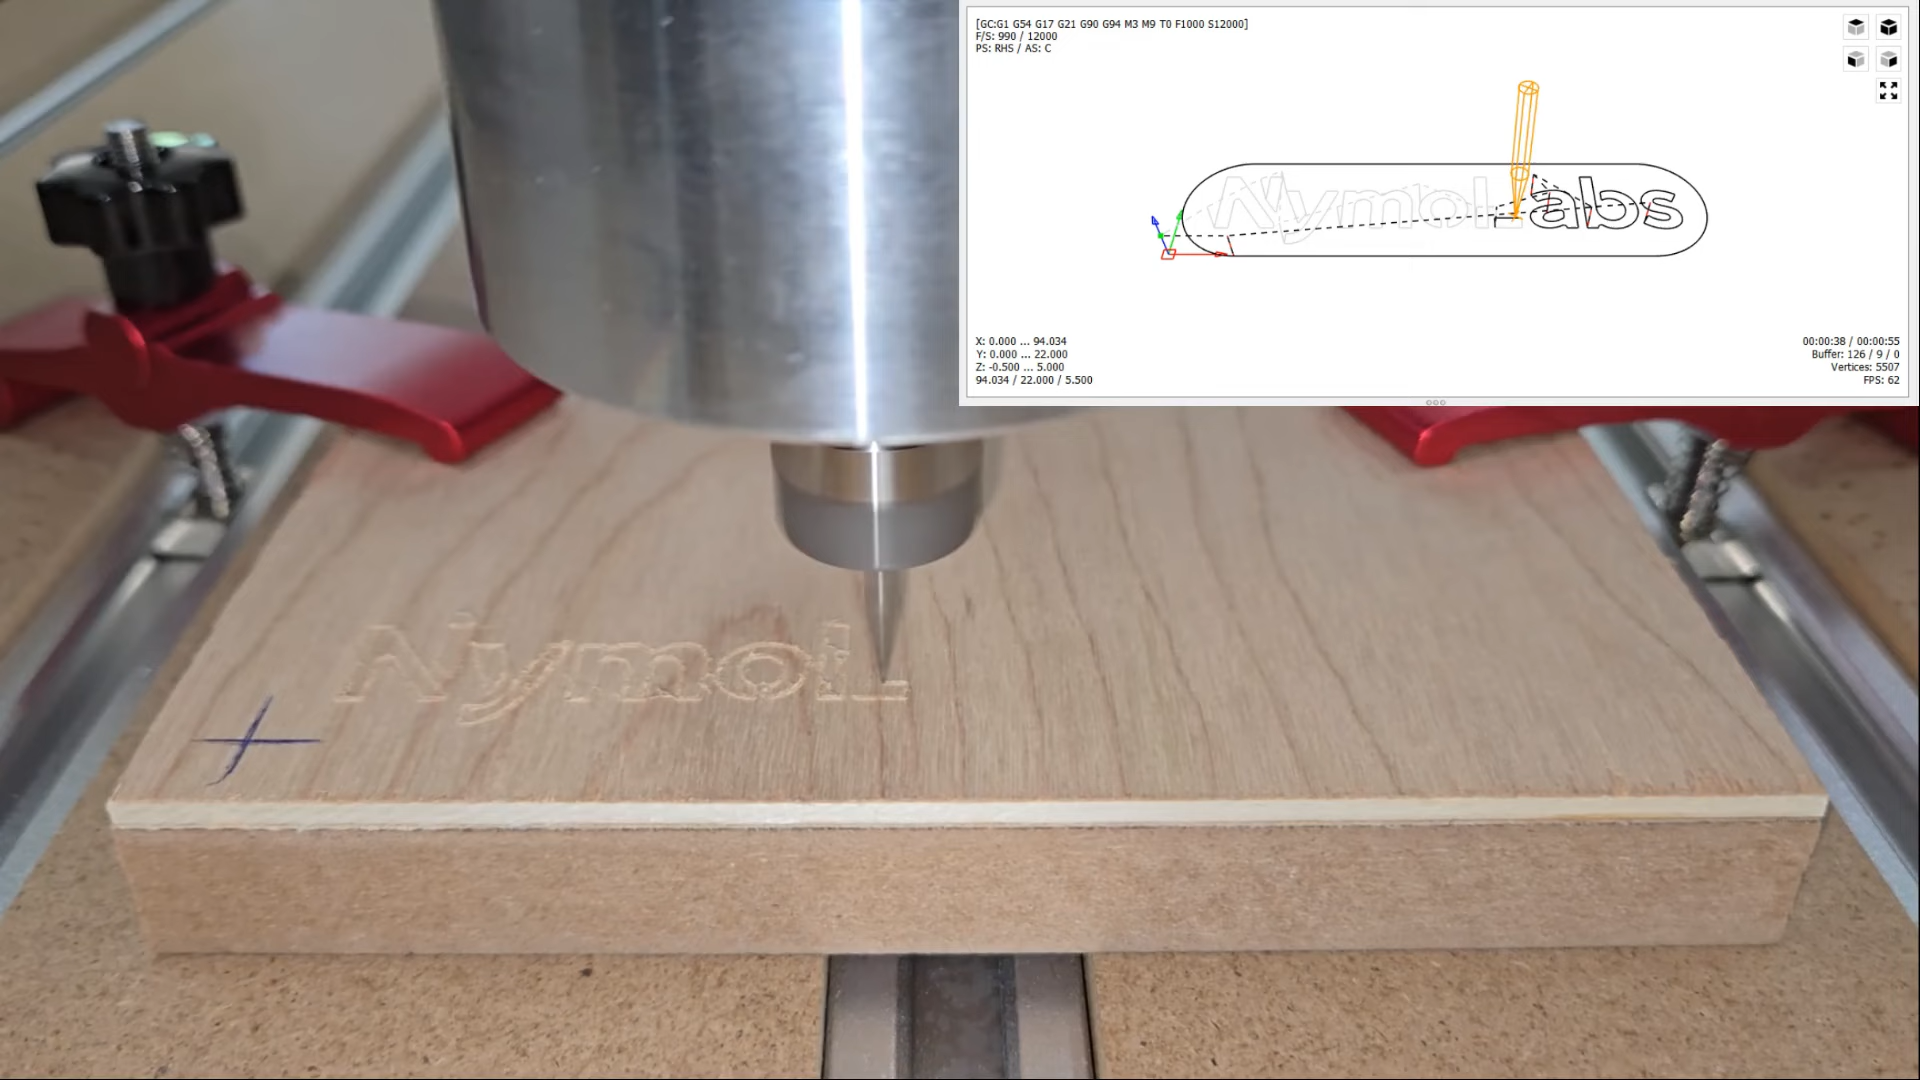 [GC:G1 G54 G17 G21 G90 G94 M3 M9 T0 F1000 S12000]
F/S: 990 / 12000
PS: RHS / AS: C
NymoLabs
X: 0.000 ... 94.034
Y: 0.000 ... 22.000
Z: -0.500 ... 5.000
94.034 / 22.000 / 5.500
00:00:38 / 00:00:55
Buffer: 126 / 9 / 0
Vertices: 5507
FPS: 62
NymoL